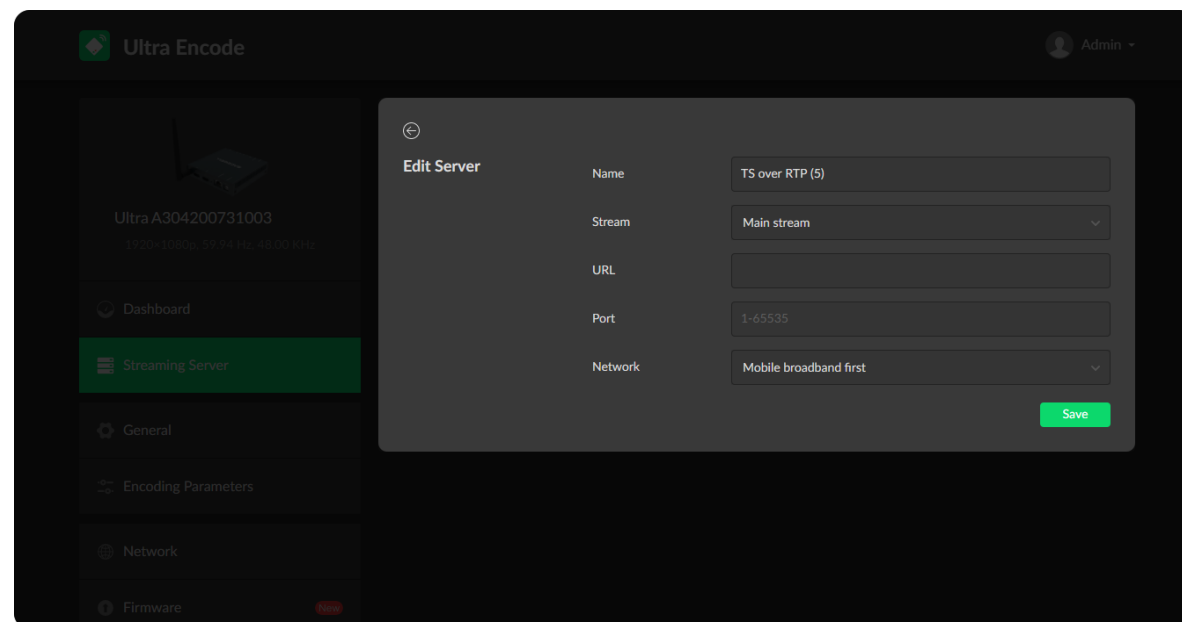 Ultra Encode
Admin
Edit Server
Name
TS over RTP (5)
Stream
Main stream
URL
Port
1-65535
Network
Mobile broadband first
Save
Ultra A304200731003
1920×1080p, 59.94 Hz, 48.00 KHz
Dashboard
Streaming Server
General
Encoding Parameters
Network
Firmware
New